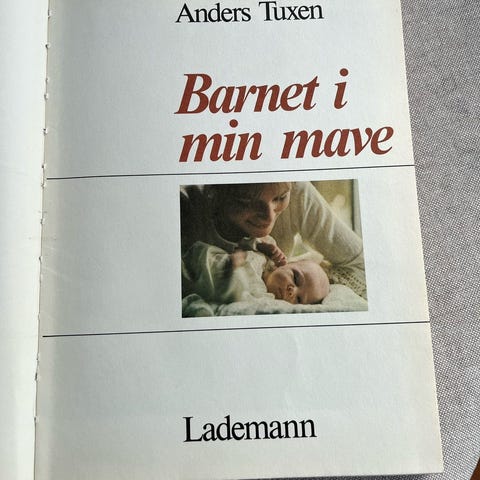 Anders Tuxen
Barnet i
min mave
Lademann